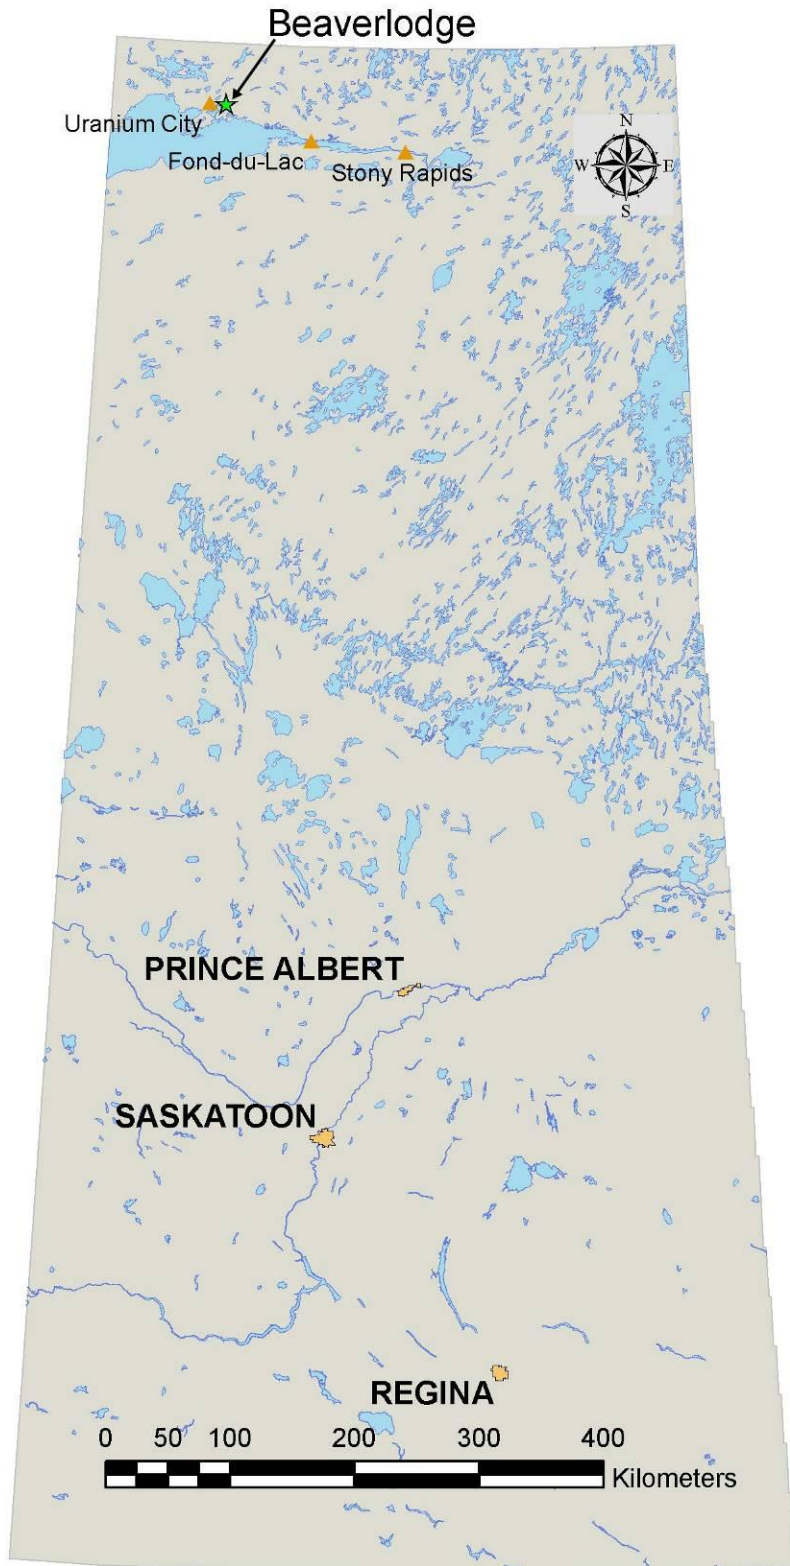 Beaverlodge
Uranium City
Fond-du-Lac
Stony Rapids
N
W E
S
PRINCE ALBERT
SASKATOON
REGINA
0 50 100 200 300 400
Kilometers